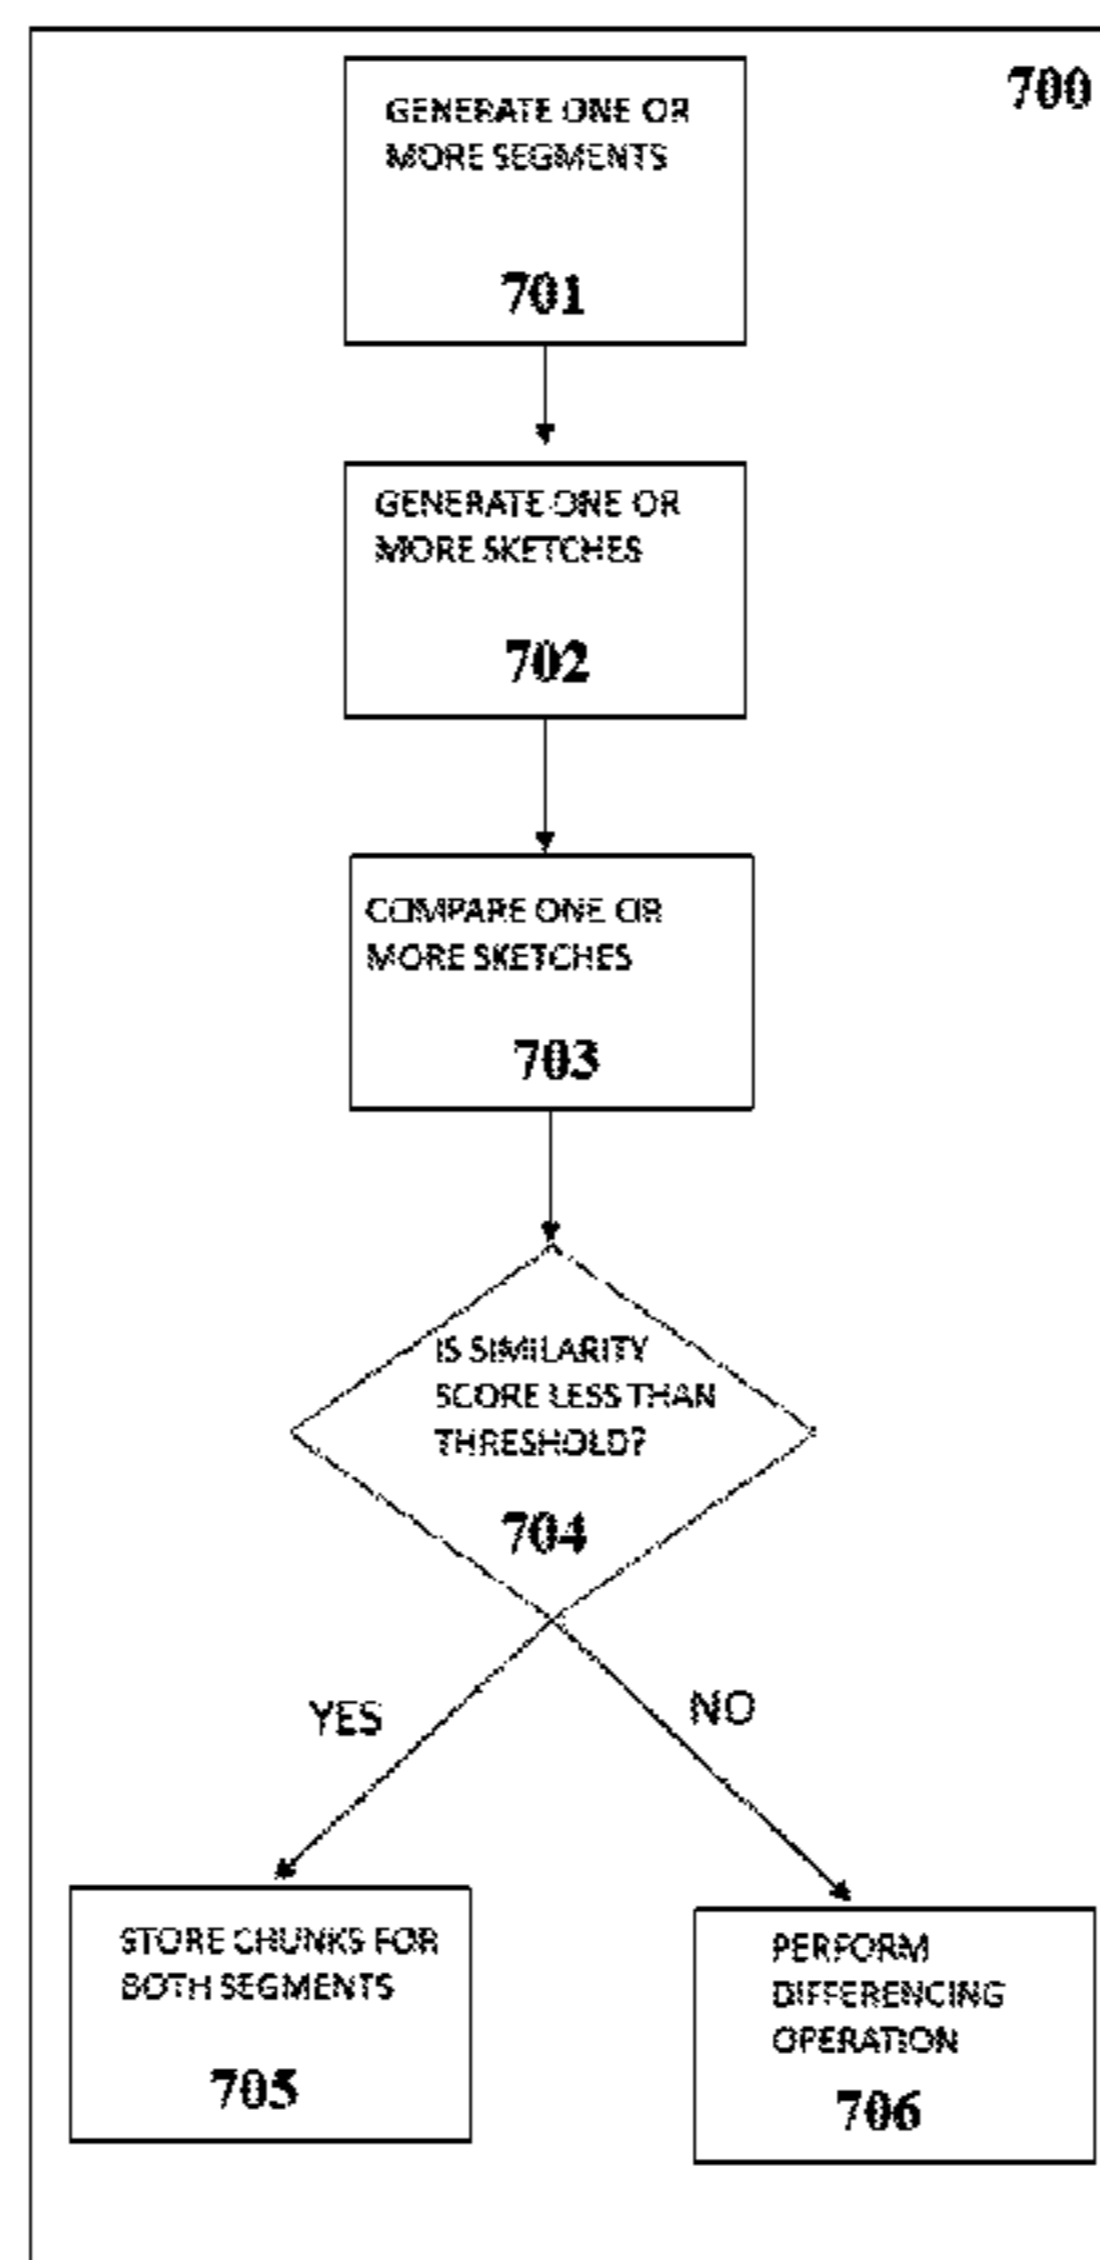 700
GENERATE ONE OR
MORE SEGMENTS
701
GENERATE ONE OR
MORE SKETCHES
702
COMPARE ONE OR
MORE SKETCHES
703
IS SIMILARITY
SCORE LESS THAN
THRESHOLD?
704
YES
NO
STORE CHUNKS FOR
BOTH SEGMENTS
705
PERFORM
DIFFERENCING
OPERATION
706